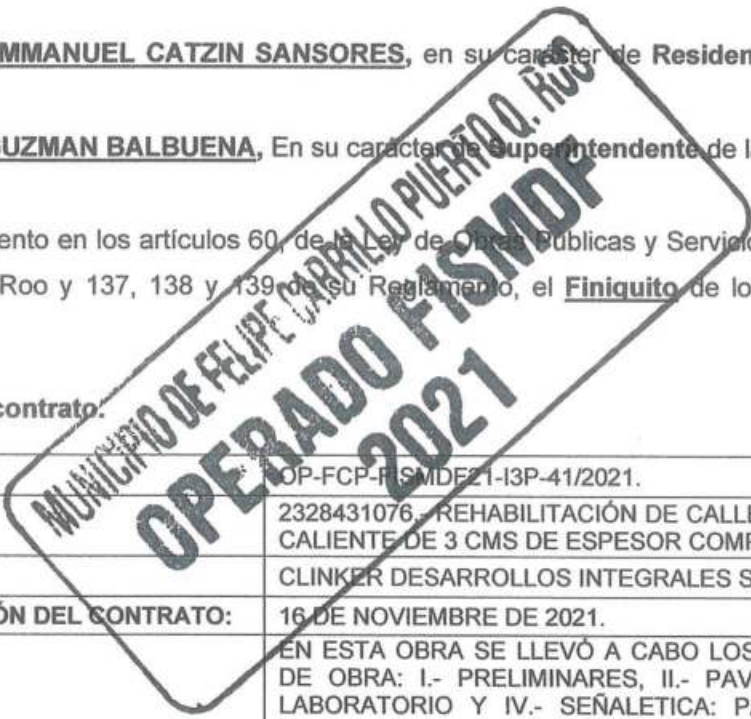 MMANUEL CATZIN SANSORES, en su carácter de Residen
GUZMAN BALBUENA, En su carácter de Superintendente de l
ento en los artículos 60, de la Ley de Obras Públicas y Servicio
Roo y 137, 138 y 139 de su Reglamento, el Finiquito de lo
contrato:
OP-FCP-FISMDF21-I3P-41/2021.
2328431076.- REHABILITACIÓN DE CALLE
CALIENTE DE 3 CMS DE ESPESOR COMP
CLINKER DESARROLLOS INTEGRALES S
ÓN DEL CONTRATO: 16 DE NOVIEMBRE DE 2021.
EN ESTA OBRA SE LLEVÓ A CABO LOS
DE OBRA: I.- PRELIMINARES, II.- PAV
LABORATORIO Y IV.- SEÑALETICA: P
MUNICIPIO DE FELIPE CARRILLO PUERTO Q. ROO
OPERADO FISMDF
2021